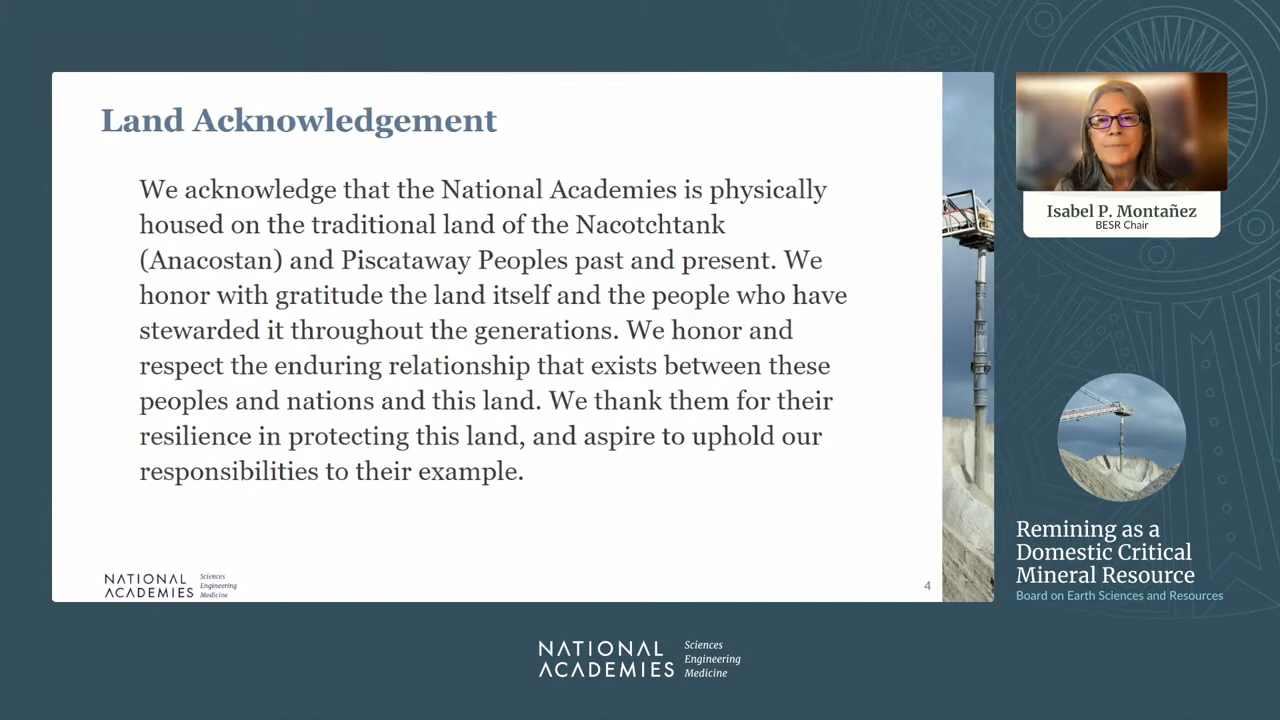 Land Acknowledgement
We acknowledge that the National Academies is physically
housed on the traditional land of the Nacotchtank
(Anacostan) and Piscataway Peoples past and present. We
honor with gratitude the land itself and the people who have
stewarded it throughout the generations. We honor and
respect the enduring relationship that exists between these
peoples and nations and this land. We thank them for their
resilience in protecting this land, and aspire to uphold our
responsibilities to their example.
NATIONAL
ACADEMIES
Sciences
Engineering
Medicine
4
Isabel P. Montañez
BESR Chair
Remining as a
Domestic Critical
Mineral Resource
Board on Earth Sciences and Resources
NATIONAL
ACADEMIES
Sciences
Engineering
Medicine